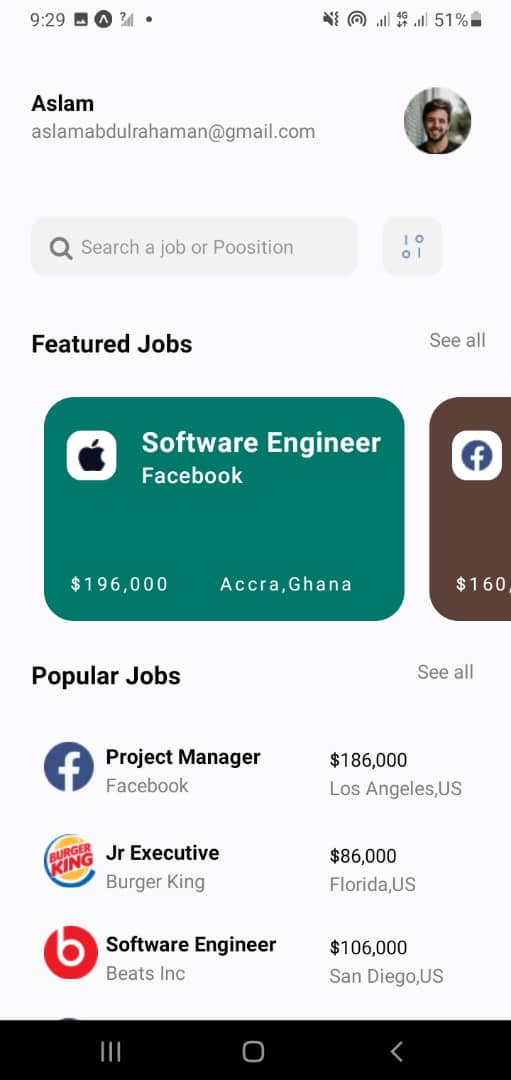 9:29
4G
51%
Aslam
aslamabdulrahaman@gmail.com
Search a job or Poosition
Featured Jobs
See all
Software Engineer
Facebook
$196,000
Accra,Ghana
$160,
Popular Jobs
See all
Project Manager
$186,000
Facebook
Los Angeles,US
BURGER
KING
Jr Executive
$86,000
Burger King
Florida,US
Software Engineer
$106,000
Beats Inc
San Diego,US